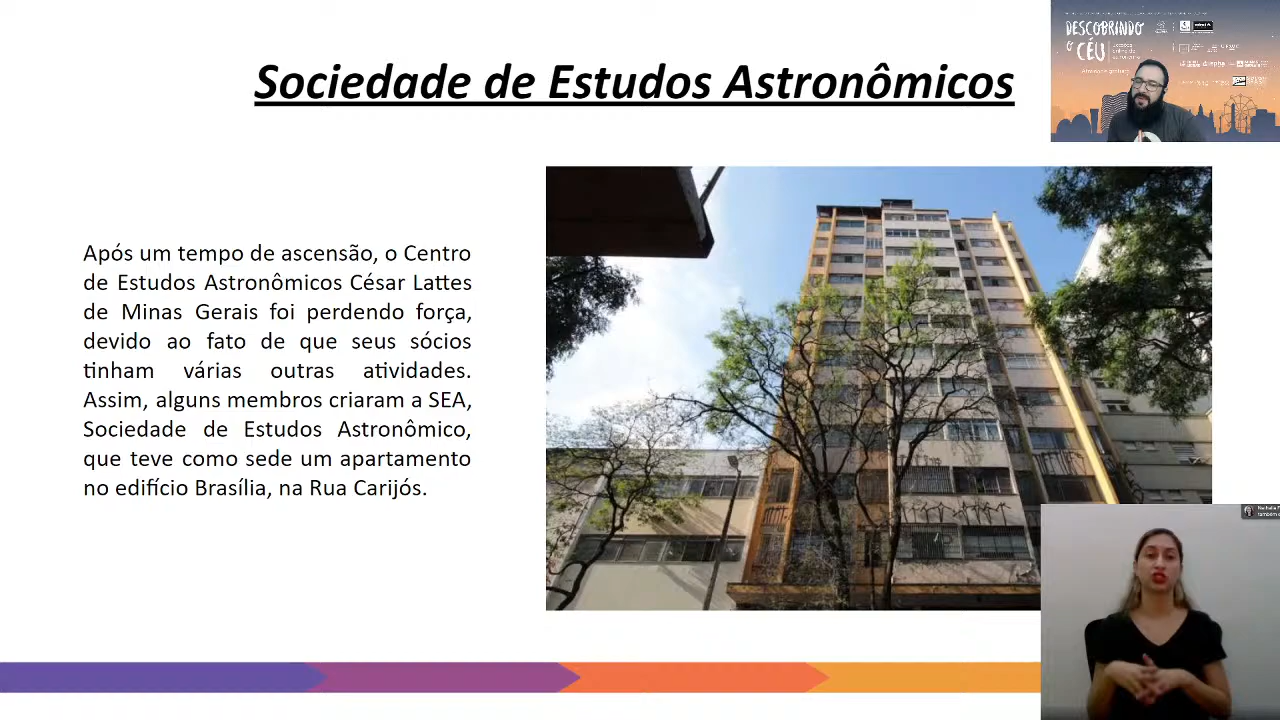 Sociedade de Estudos Astronômicos
DESCOBRINDO
O CÉU
Após um tempo de ascensão, o Centro
de Estudos Astronômicos César Lattes
de Minas Gerais foi perdendo força,
devido ao fato de que seus sócios
tinham várias outras atividades.
Assim, alguns membros criaram a SEA,
Sociedade de Estudos Astronômico,
que teve como sede um apartamento
no edifício Brasília, na Rua Carijós.